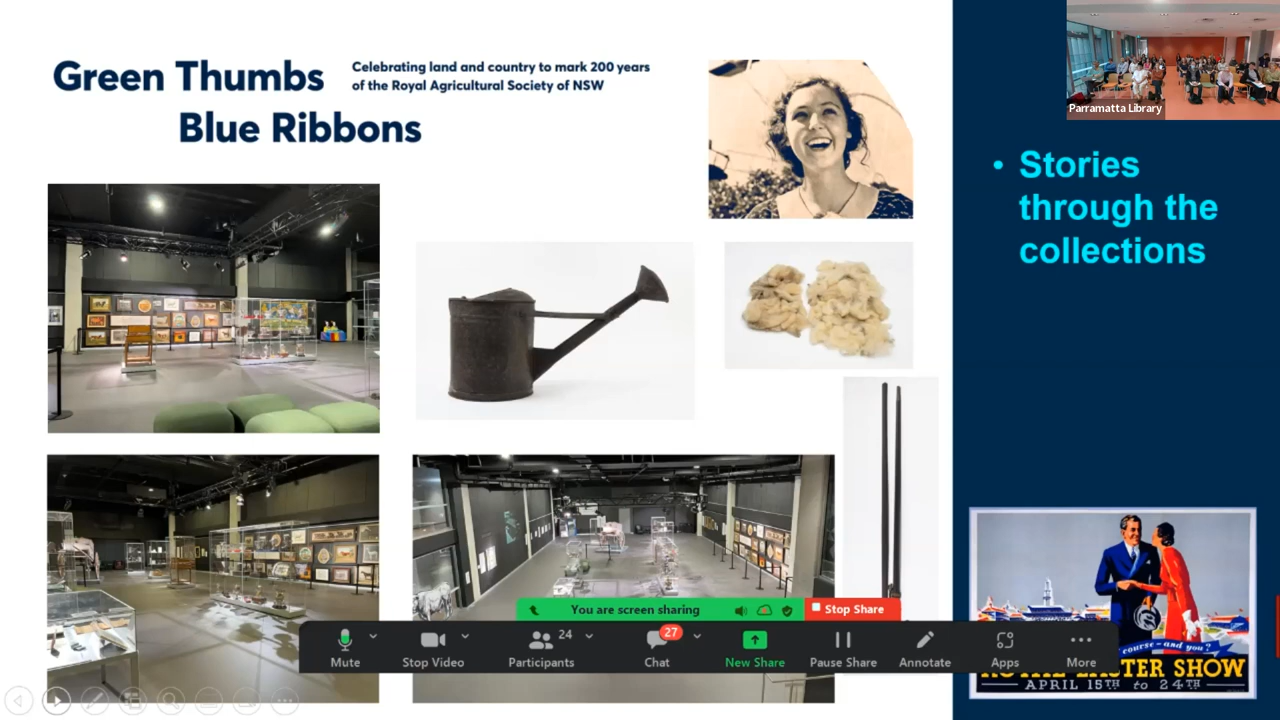 Green Thumbs
Blue Ribbons
Celebrating land and country to mark 200 years
of the Royal Agricultural Society of NSW
Parramatta Library
• Stories
through the
collections
You are screen sharing
Stop Share
Mute
Stop Video
24
Participants
27
Chat
New Share
Pause Share
Annotate
Apps
More
course - and you?
ROYAL EASTER SHOW
APRIL 15TH to 24TH